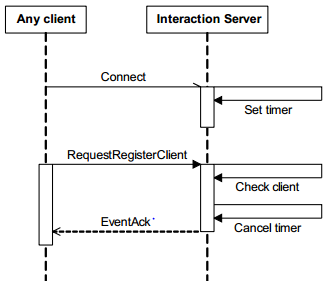 Any client
Interaction Server
Connect
Set timer
RequestRegisterClient
Check client
EventAck*
Cancel timer